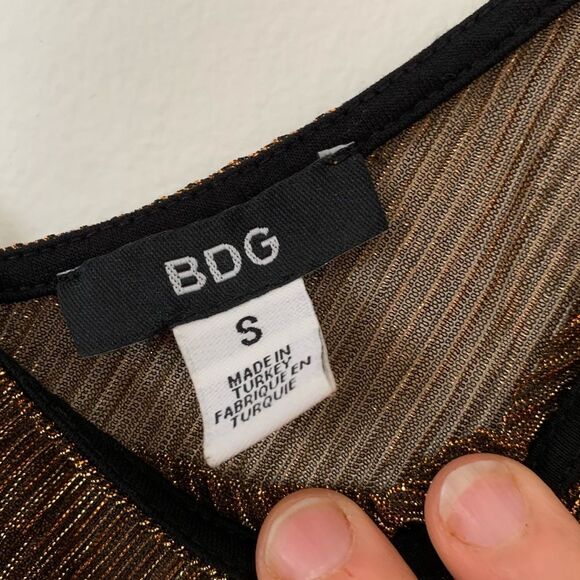 BDG
S
MADE IN
TURKEY
FABRIQUE EN
TURQUIE